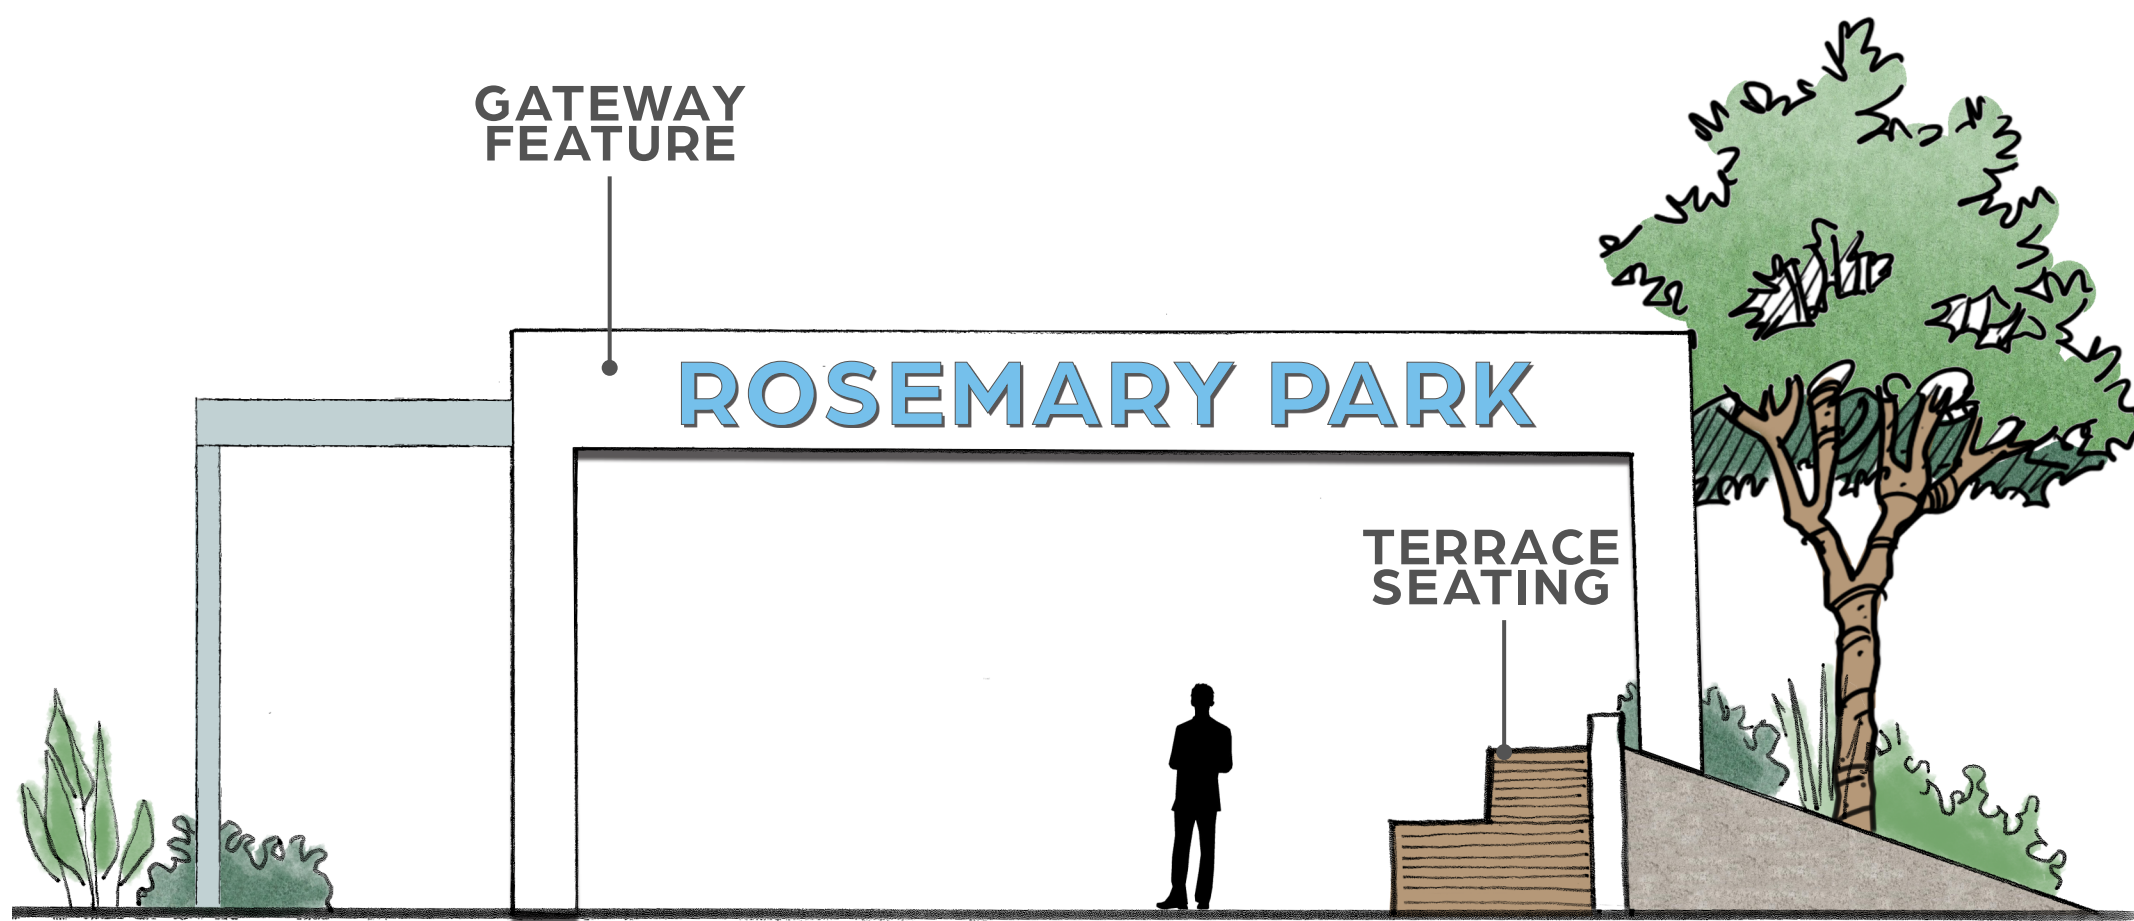 GATEWAY
FEATURE
ROSEMARY PARK
TERRACE
SEATING